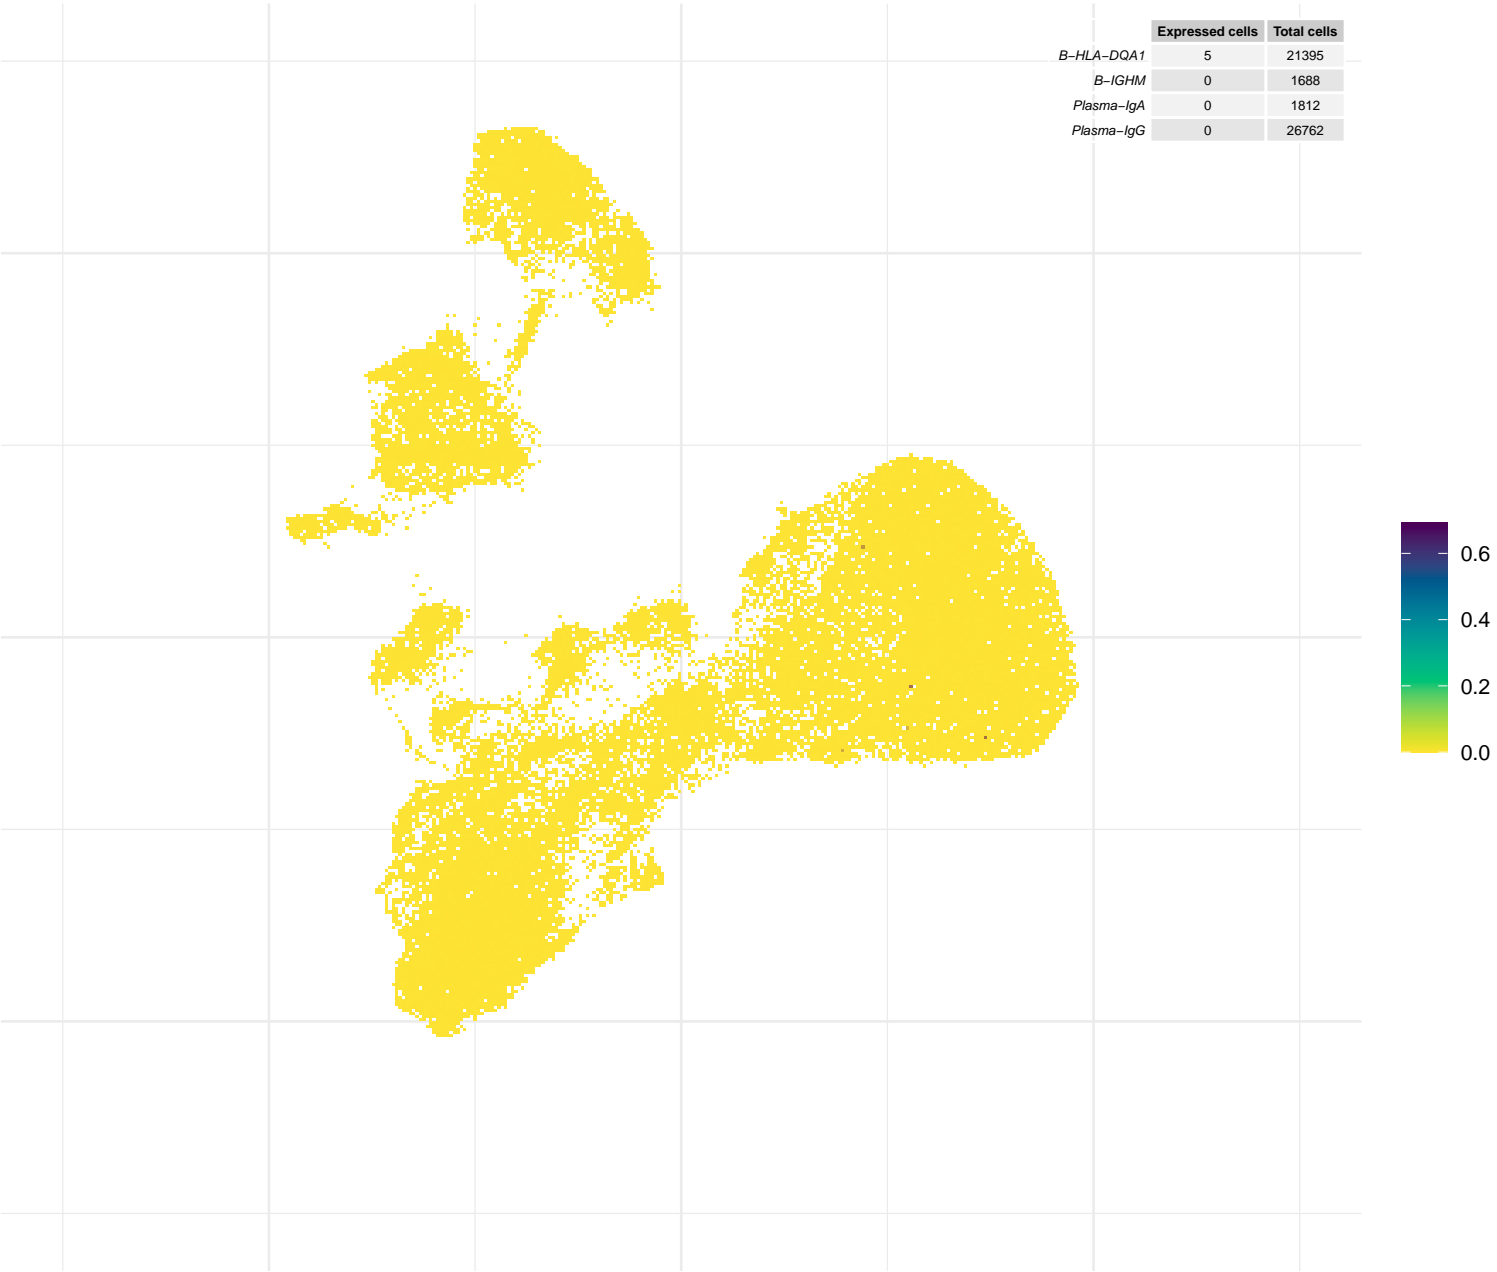 Expressed cells Total cells
B−HLA−DQA1 5 21395
B−IGHM 0 1688
Plasma−IgA 0 1812
Plasma−IgG 0 26762
0.6
0.4
0.2
0.0